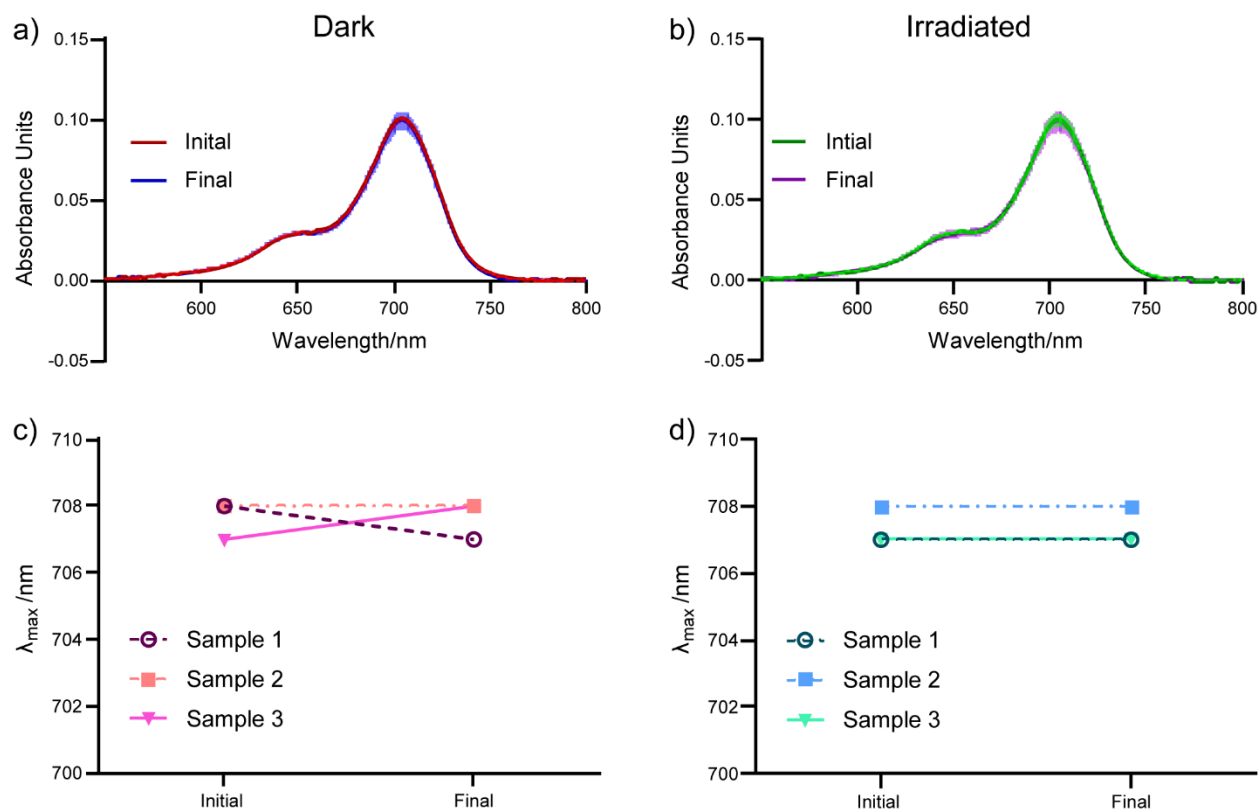 a)
Dark
0.15
0.10
0.05
0.00
-0.05
Absorbance Units
Inital
Final
600
650
700
750
800
Wavelength/nm
b)
Irradiated
0.15
0.10
0.05
0.00
-0.05
Absorbance Units
Intial
Final
600
650
700
750
800
Wavelength/nm
c)
710
708
706
704
702
700
λmax /nm
Sample 1
Sample 2
Sample 3
Initial
Final
d)
710
708
706
704
702
700
λmax /nm
Sample 1
Sample 2
Sample 3
Initial
Final